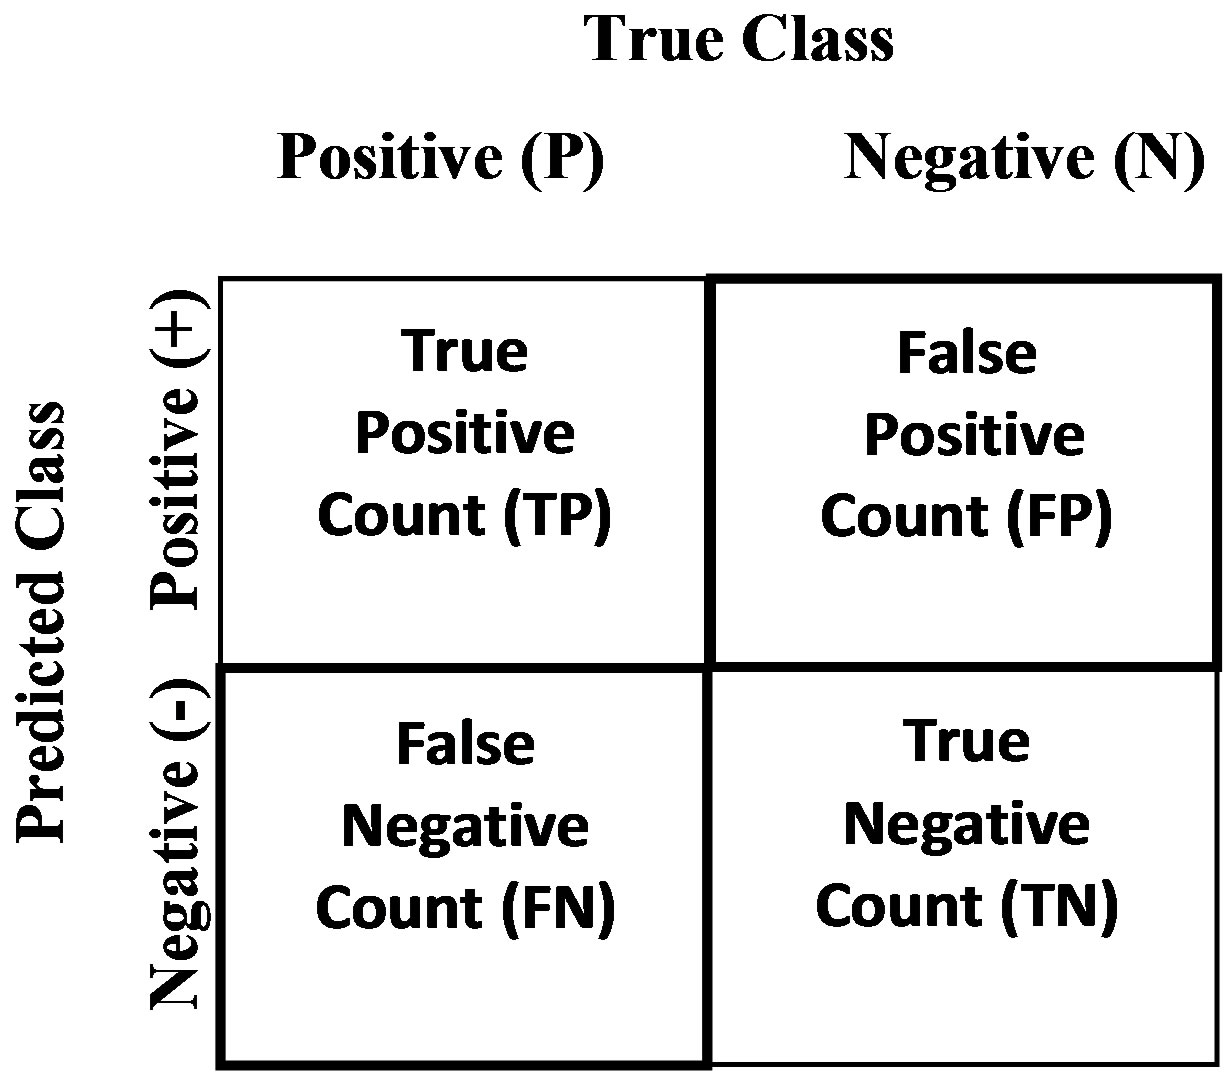 True Class
Positive (P)
Negative (N)
Predicted Class
Positive (+)
True
Positive
Count (TP)
False
Positive
Count (FP)
Negative (-)
False
Negative
Count (FN)
True
Negative
Count (TN)